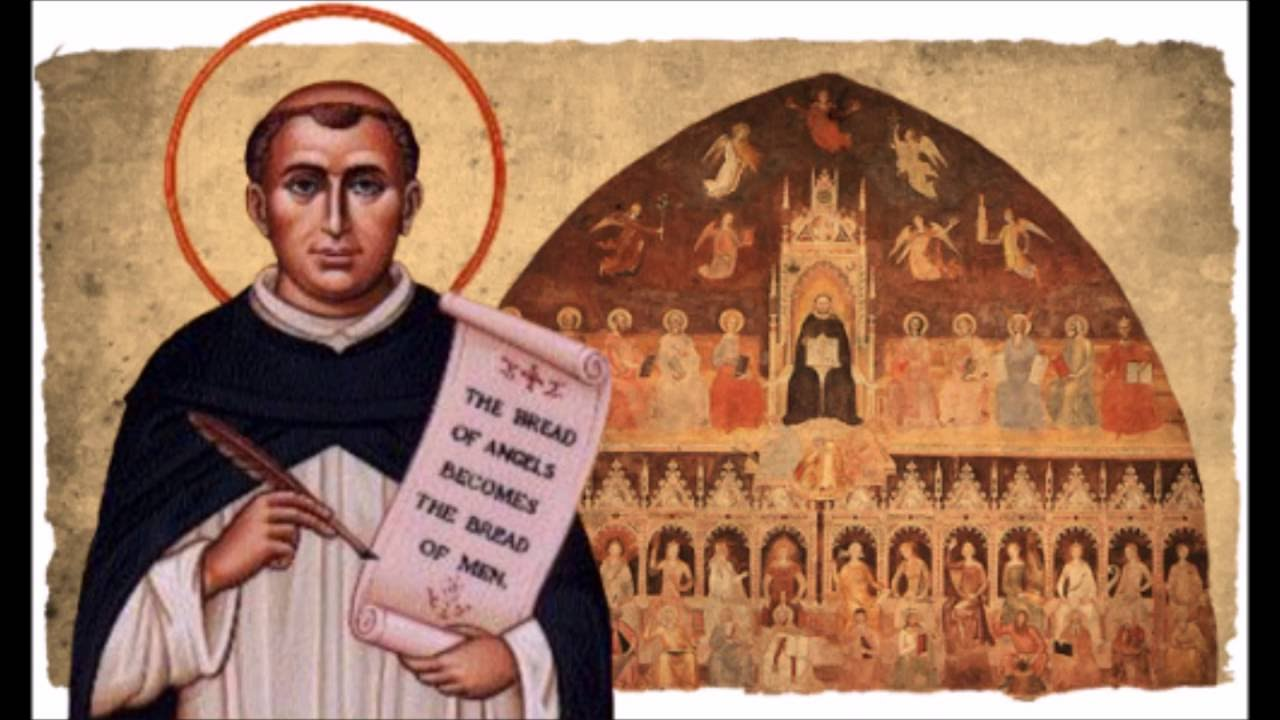 THE BREAD
OF ANGELS
BECOMES
THE BREAD
OF MEN.